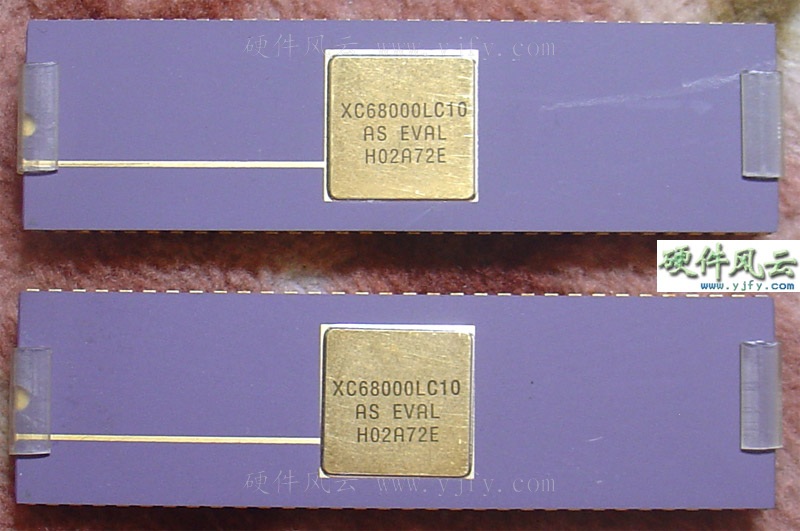 硬件风云 www.yjfy.com
XC68000LC10
AS EVAL
H02A72E
硬件风云
www.yjfy.com
XC68000LC10
AS EVAL
H02A72E
硬件风云 www.yjfy.com